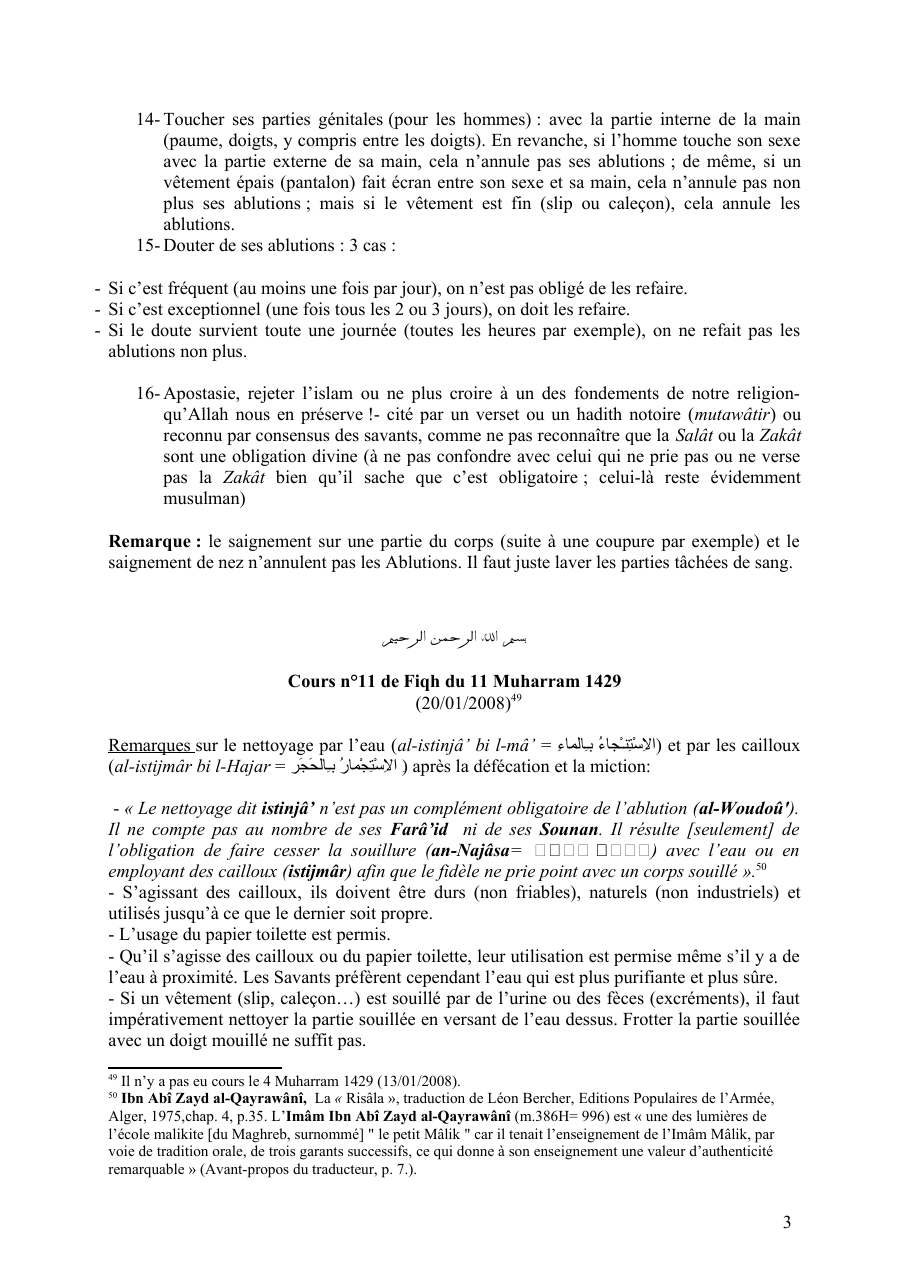 14- Toucher ses parties génitales (pour les hommes) : avec la partie interne de la main
(paume, doigts, y compris entre les doigts). En revanche, si l’homme touche son sexe
avec la partie externe de sa main, cela n’annule pas ses ablutions ; de même, si un
vêtement épais (pantalon) fait écran entre son sexe et sa main, cela n’annule pas non
plus ses ablutions ; mais si le vêtement est fin (slip ou caleçon), cela annule les
ablutions.
15- Douter de ses ablutions : 3 cas :
- Si c’est fréquent (au moins une fois par jour), on n’est pas obligé de les refaire.
- Si c’est exceptionnel (une fois tous les 2 ou 3 jours), on doit les refaire.
- Si le doute survient toute une journée (toutes les heures par exemple), on ne refait pas les
ablutions non plus.
16- Apostasie, rejeter l’islam ou ne plus croire à un des fondements de notre religion-
qu’Allah nous en préserve !- cité par un verset ou un hadith notoire (mutawâtir) ou
reconnu par consensus des savants, comme ne pas reconnaître que la Salât ou la Zakât
sont une obligation divine (à ne pas confondre avec celui qui ne prie pas ou ne verse
pas la Zakât bien qu’il sache que c’est obligatoire ; celui-là reste évidemment
musulman)
Remarque : le saignement sur une partie du corps (suite à une coupure par exemple) et le
saignement de nez n’annulent pas les Ablutions. Il faut juste laver les parties tâchées de sang.
بسم الله الرحمن الرحيم
Cours n°11 de Fiqh du 11 Muharram 1429
(20/01/2008)49
Remarques sur le nettoyage par l’eau (al-istinjâ’ bi l-mâ’ = الاِسْتِنْجاءُ بِالماءِ) et par les cailloux
(al-istijmâr bi l-Hajar = الاِسْتِجْمارُ بِالحَجَر ) après la défécation et la miction:
- « Le nettoyage dit istinjâ’ n’est pas un complément obligatoire de l’ablution (al-Woudoû').
Il ne compte pas au nombre de ses Farâ’id ni de ses Sounan. Il résulte [seulement] de
l’obligation de faire cesser la souillure (an-Najâsa= □□□□ □□□□) avec l’eau ou en
employant des cailloux (istijmâr) afin que le fidèle ne prie point avec un corps souillé ».50
- S’agissant des cailloux, ils doivent être durs (non friables), naturels (non industriels) et
utilisés jusqu’à ce que le dernier soit propre.
- L’usage du papier toilette est permis.
- Qu’il s’agisse des cailloux ou du papier toilette, leur utilisation est permise même s’il y a de
l’eau à proximité. Les Savants préfèrent cependant l’eau qui est plus purifiante et plus sûre.
- Si un vêtement (slip, caleçon…) est souillé par de l’urine ou des fèces (excréments), il faut
impérativement nettoyer la partie souillée en versant de l’eau dessus. Frotter la partie souillée
avec un doigt mouillé ne suffit pas.
49 Il n’y a pas eu cours le 4 Muharram 1429 (13/01/2008).
50 Ibn Abî Zayd al-Qayrawânî, La « Risâla », traduction de Léon Bercher, Editions Populaires de l’Armée,
Alger, 1975,chap. 4, p.35. L’Imâm Ibn Abî Zayd al-Qayrawânî (m.386H= 996) est « une des lumières de
l’école malikite [du Maghreb, surnommé] " le petit Mâlik " car il tenait l’enseignement de l’Imâm Mâlik, par
voie de tradition orale, de trois garants successifs, ce qui donne à son enseignement une valeur d’authenticité
remarquable » (Avant-propos du traducteur, p. 7.).
3